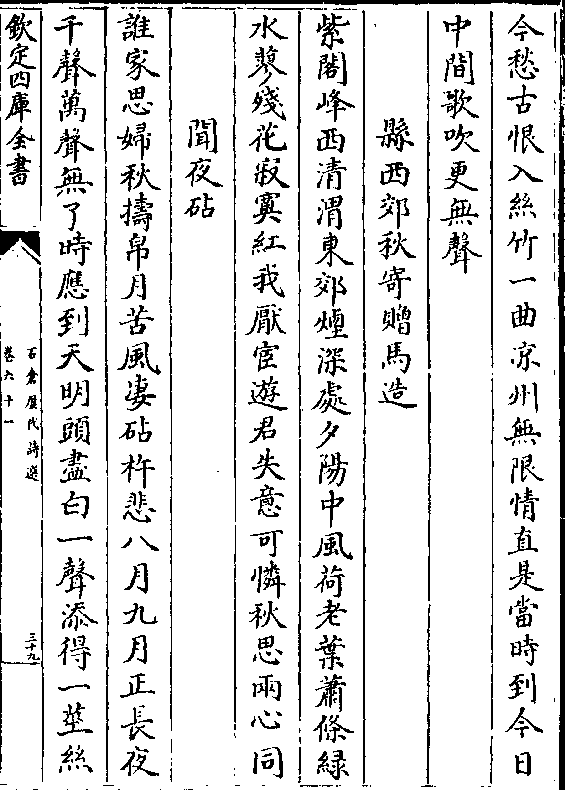 今愁古恨入絲竹一曲凉州無限情直是當時到今日
中間歌吹更無聲
縣西郊秋寄贈馬造
紫閣峰西清渭東郊煙深處夕陽中風荷老葉蕭條緑
水蓼殘花寂寞紅我厭宦遊君失意可憐秋思兩心同
聞夜砧
誰家思婦秋擣帛月苦風凄砧杵悲八月九月正長夜
千聲萬聲無了時應到天明頭盡白一聲添得一莖絲
欽定四庫全書
石倉歷代詩選
卷六十一
三十九